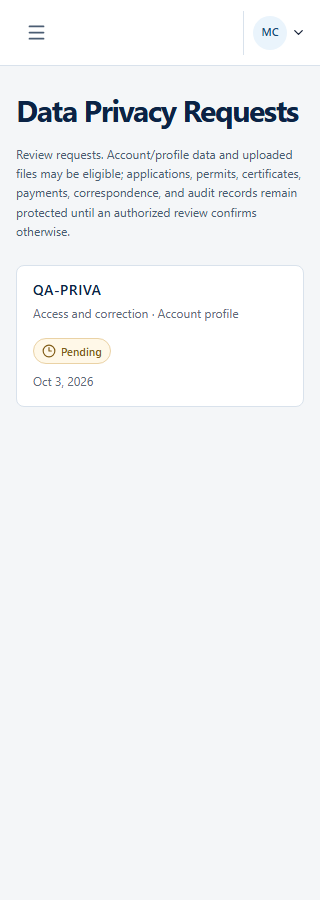 MC
Data Privacy Requests
Review requests. Account/profile data and uploaded
files may be eligible; applications, permits, certificates,
payments, correspondence, and audit records remain
protected until an authorized review confirms
otherwise.
QA-PRIVA
Access and correction · Account profile
Pending
Oct 3, 2026